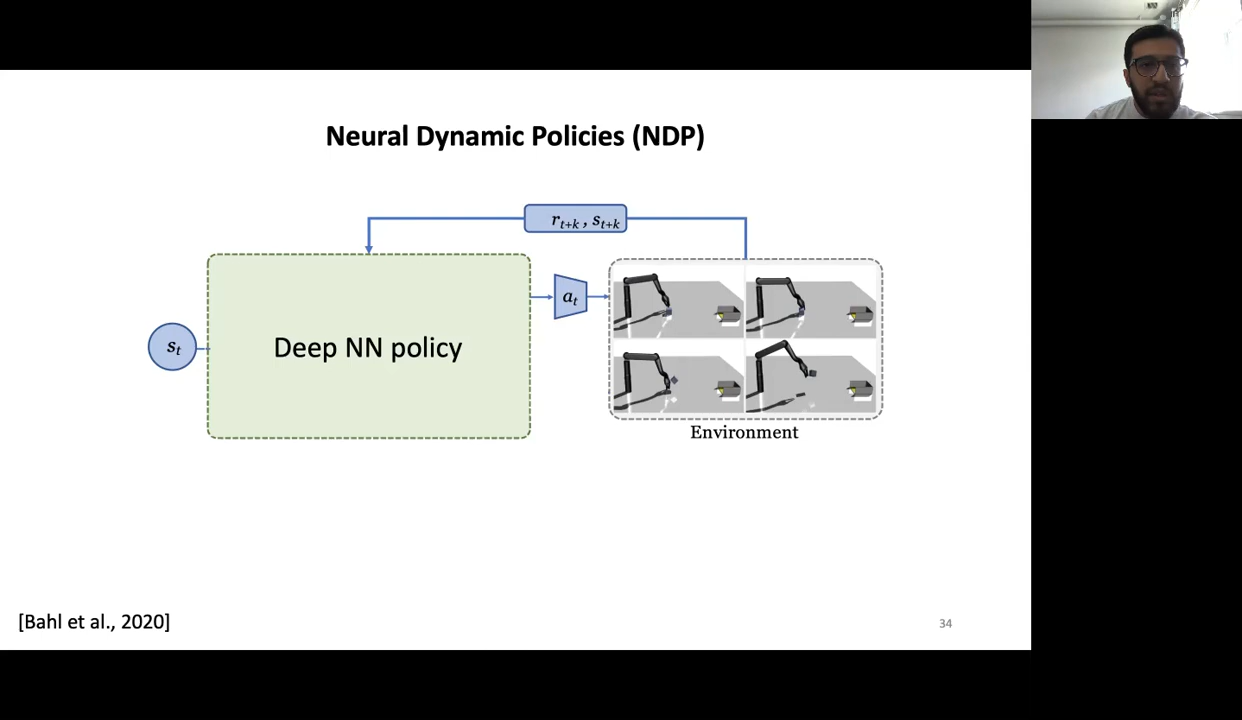 Neural Dynamic Policies (NDP)
r_{t+k} , s_{t+k}
a_t
s_t
Deep NN policy
Environment
[Bahl et al., 2020]
34